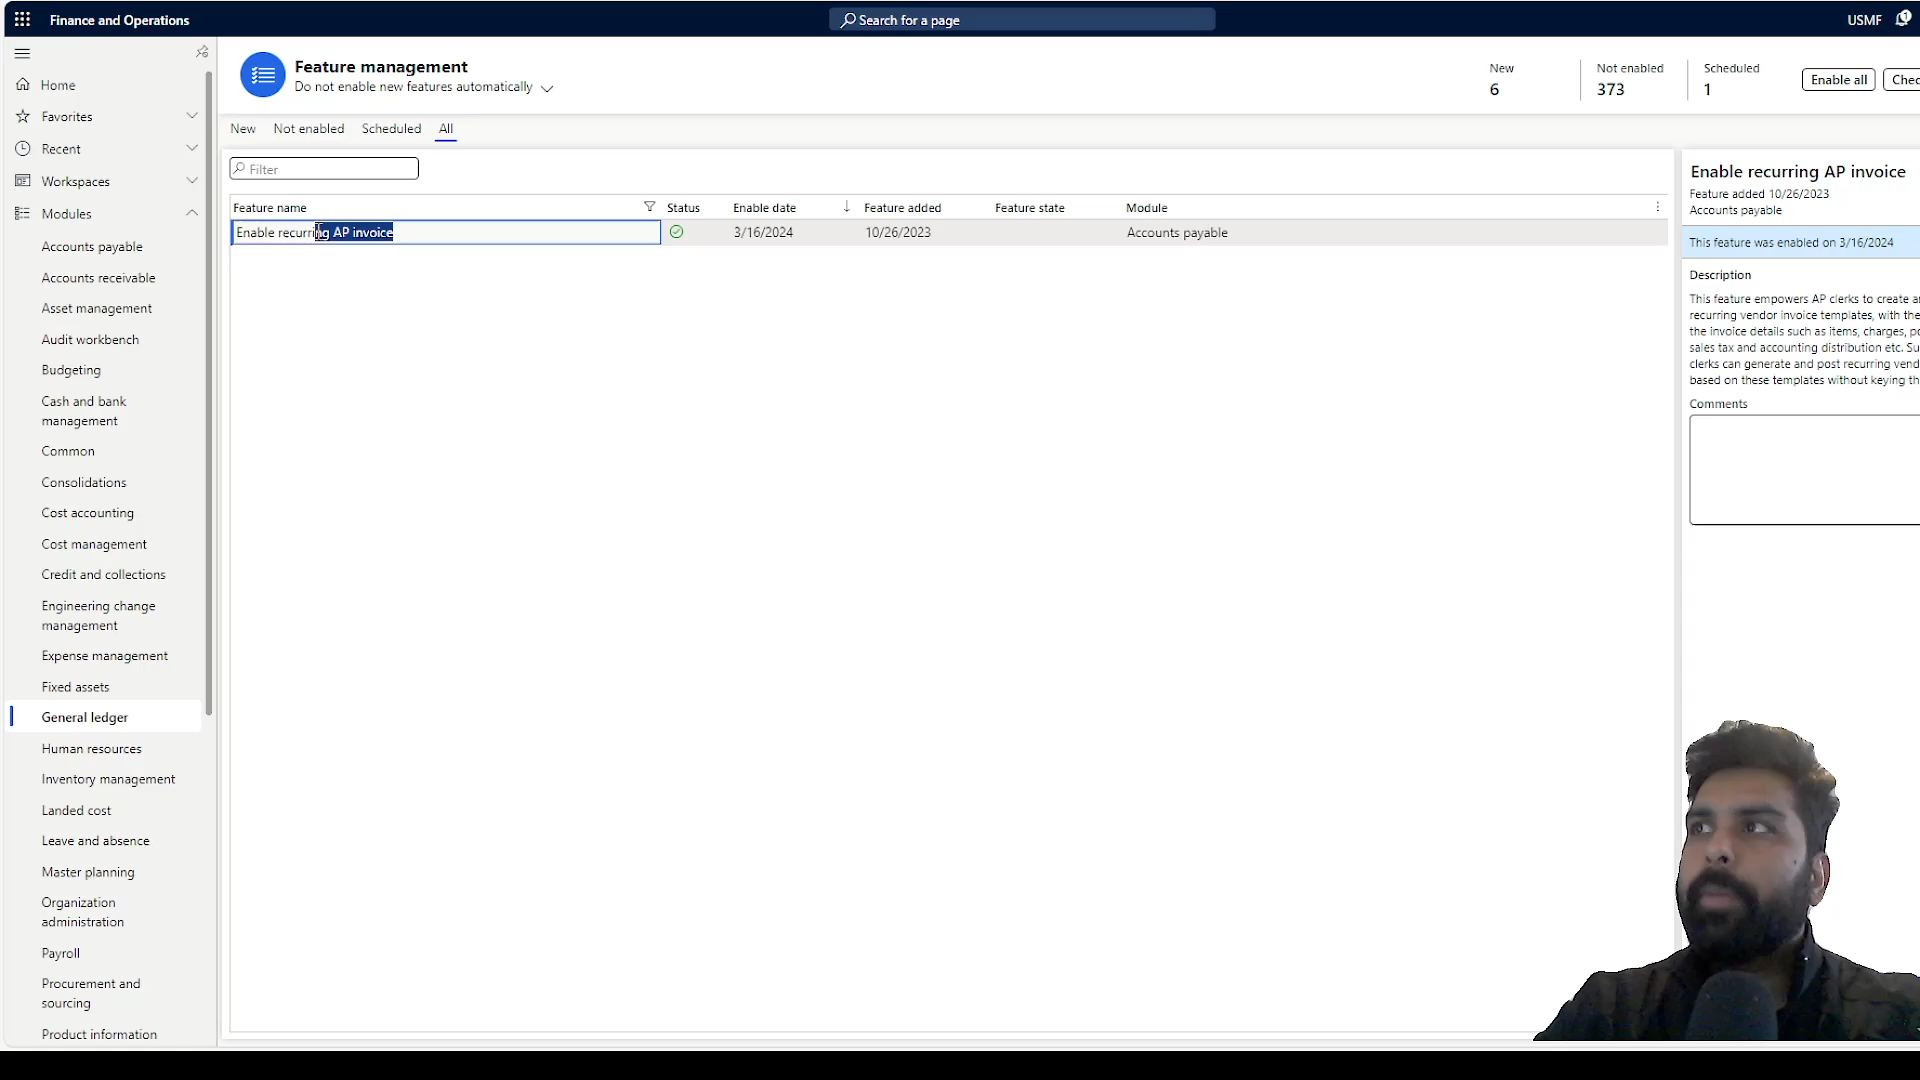 Finance and Operations
Search for a page
USMF
1
Home
Favorites
Recent
Workspaces
Modules
Accounts payable
Accounts receivable
Asset management
Audit workbench
Budgeting
Cash and bank
management
Common
Consolidations
Cost accounting
Cost management
Credit and collections
Engineering change
management
Expense management
Fixed assets
General ledger
Human resources
Inventory management
Landed cost
Leave and absence
Master planning
Organization
administration
Payroll
Procurement and
sourcing
Product information
Feature management
Do not enable new features automatically
New
6
Not enabled
373
Scheduled
1
Enable all
Chec
New Not enabled Scheduled All
Filter
Feature name Status Enable date Feature added Feature state Module
Enable recurring AP invoice 3/16/2024 10/26/2023 Accounts payable
Enable recurring AP invoice
Feature added 10/26/2023
Accounts payable
This feature was enabled on 3/16/2024
Description
This feature empowers AP clerks to create a
recurring vendor invoice templates, with the
the invoice details such as items, charges, po
sales tax and accounting distribution etc. Su
clerks can generate and post recurring vend
based on these templates without keying th
Comments